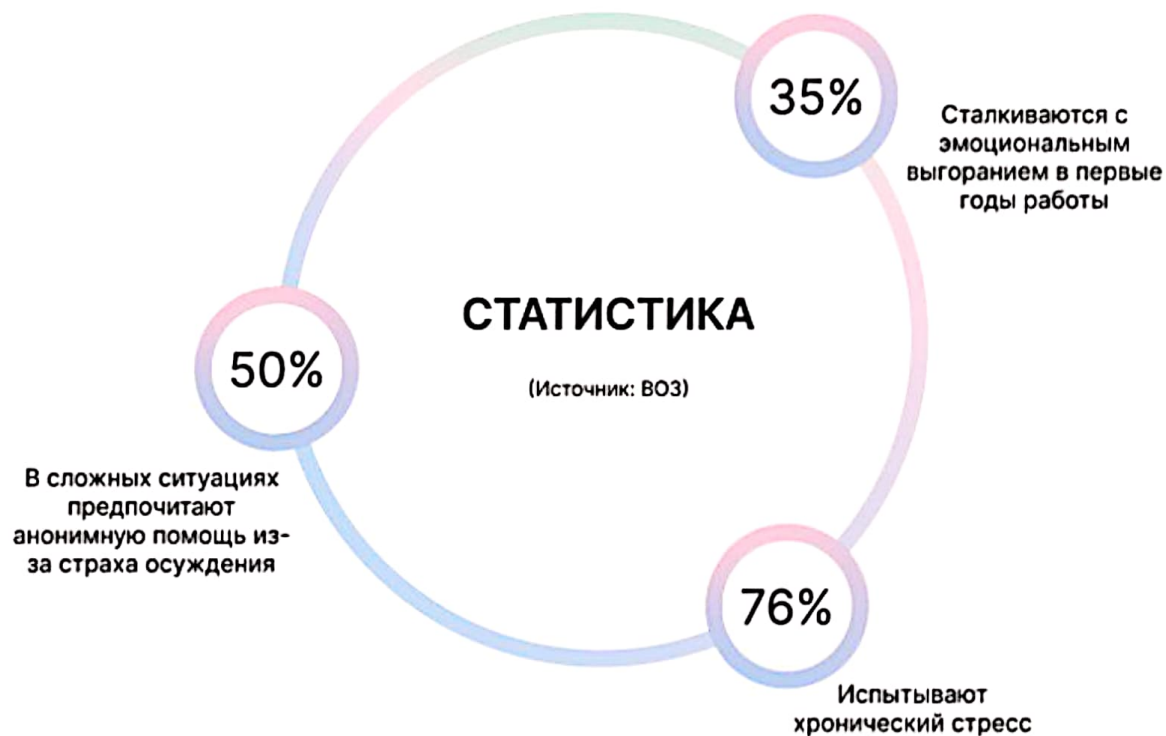 35%
Сталкиваются с
эмоциональным
выгоранием в первые
годы работы
СТАТИСТИКА
(Источник: ВОЗ)
50%
В сложных ситуациях
предпочитают
анонимную помощь из-
за страха осуждения
76%
Испытывают
хронический стресс